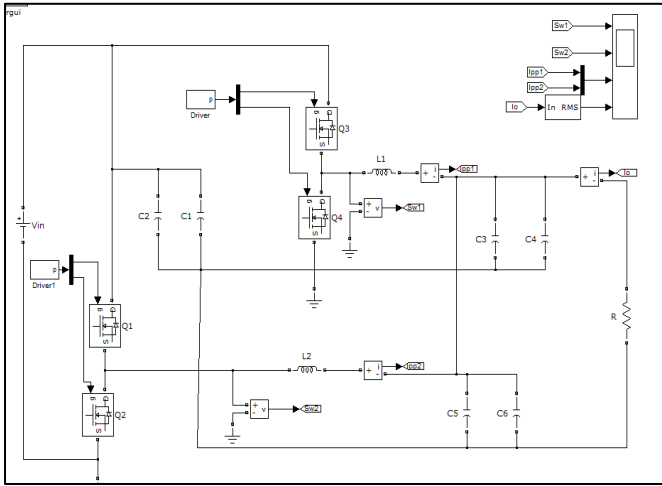 rgui
Sw1
Sw2
Ipp1
Ipp2
Io
In RMS
p
Driver
g D
Q3
S
L1
+ i
-
Ipp1
+ i
-
Io
g D
Q4
S
+ v
-
Sw1
+
Vin
C2
C1
C3
C4
p
Driver1
g D
Q1
S
R
L2
+ i
-
Ipp2
g D
Q2
S
+ v
-
Sw2
C5
C6